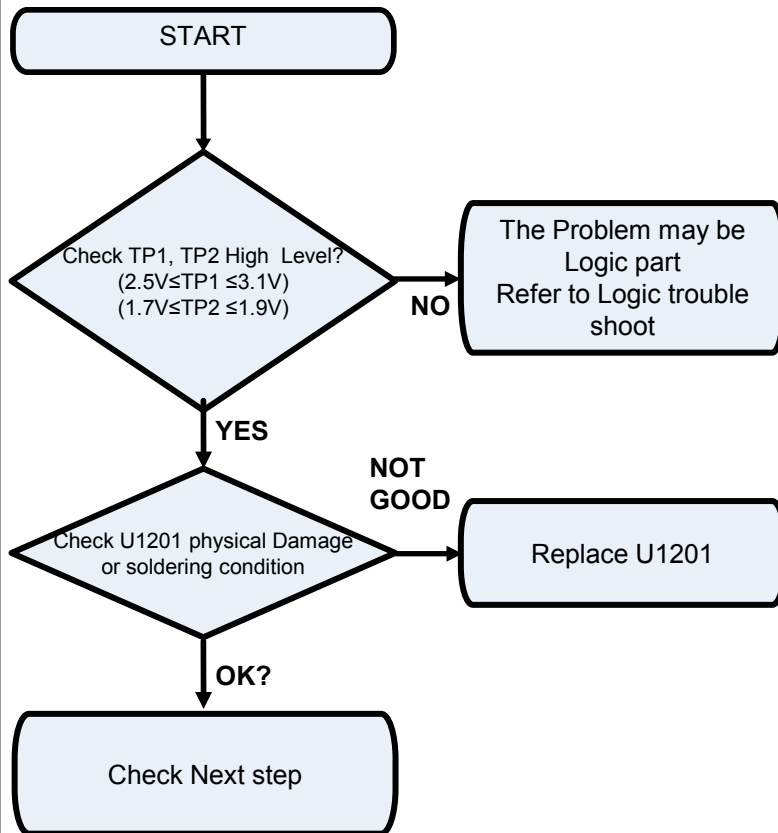 START
Check TP1, TP2 High Level?
(2.5V≤TP1 ≤3.1V)
(1.7V≤TP2 ≤1.9V)
NO
The Problem may be
Logic part
Refer to Logic trouble
shoot
YES
Check U1201 physical Damage
or soldering condition
NOT
GOOD
Replace U1201
OK?
Check Next step